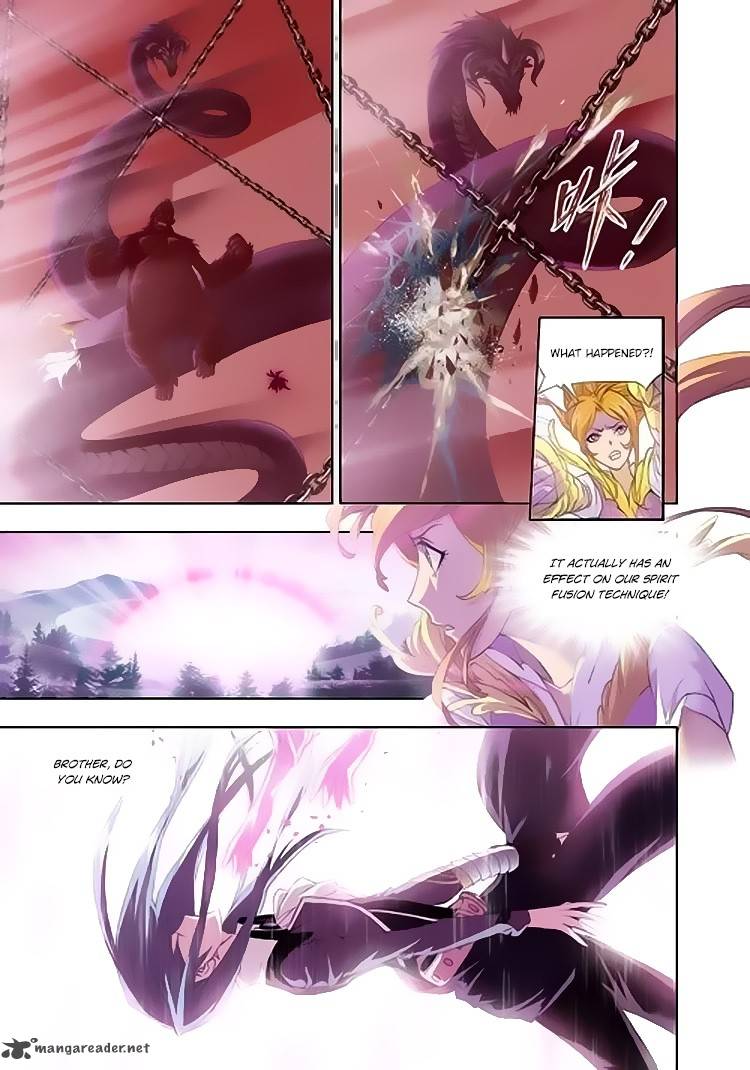 咔!
WHAT HAPPENED?!
IT ACTUALLY HAS AN
EFFECT ON OUR SPIRIT
FUSION TECHNIQUE!
BROTHER, DO
YOU KNOW?
mangareader.net